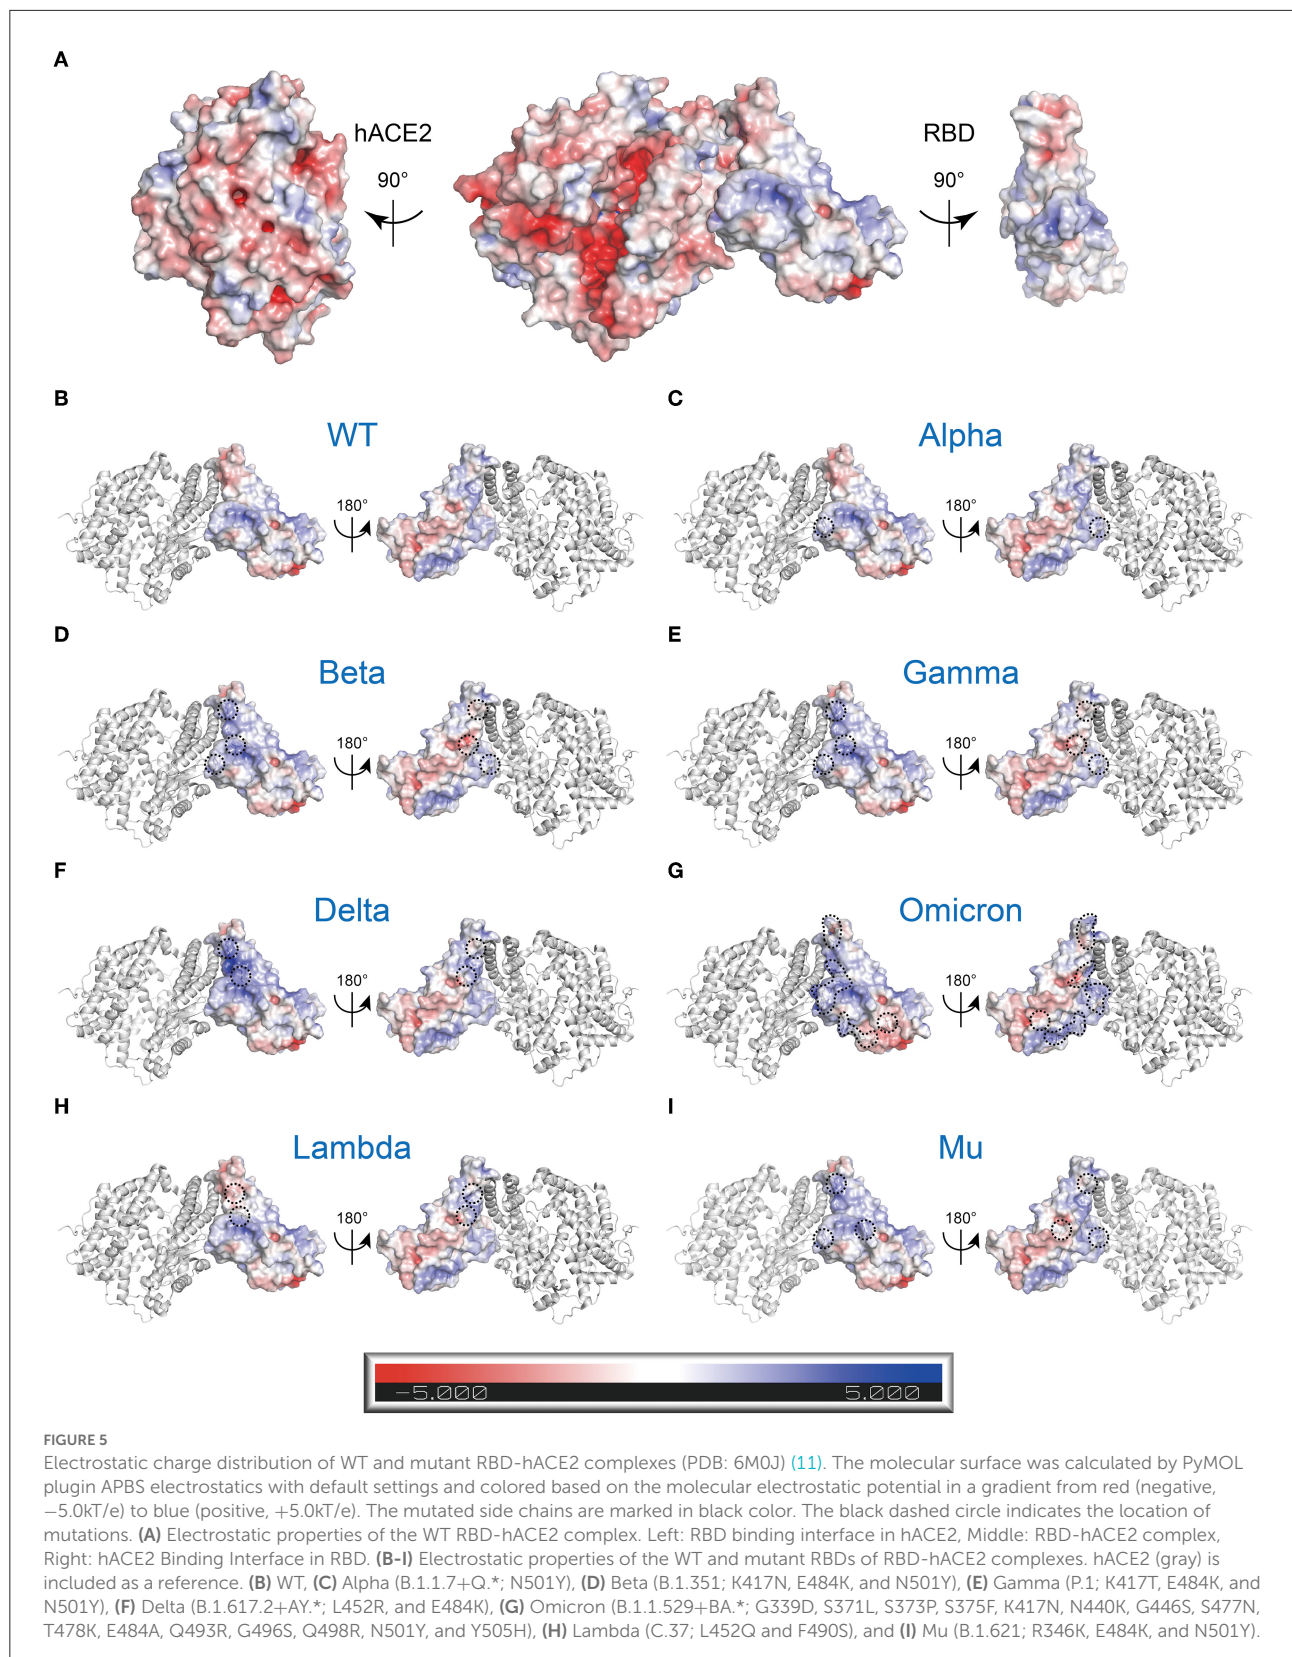 A
hACE2
90°
RBD
90°
B
WT
180°
C
Alpha
180°
D
Beta
180°
E
Gamma
180°
F
Delta
180°
G
Omicron
180°
H
Lambda
180°
I
Mu
180°
−5.000
5.000
FIGURE 5
Electrostatic charge distribution of WT and mutant RBD-hACE2 complexes (PDB: 6M0J) (11). The molecular surface was calculated by PyMOL
plugin APBS electrostatics with default settings and colored based on the molecular electrostatic potential in a gradient from red (negative,
−5.0kT/e) to blue (positive, +5.0kT/e). The mutated side chains are marked in black color. The black dashed circle indicates the location of
mutations. (A) Electrostatic properties of the WT RBD-hACE2 complex. Left: RBD binding interface in hACE2, Middle: RBD-hACE2 complex,
Right: hACE2 Binding Interface in RBD. (B-I) Electrostatic properties of the WT and mutant RBDs of RBD-hACE2 complexes. hACE2 (gray) is
included as a reference. (B) WT, (C) Alpha (B.1.1.7+Q.*; N501Y), (D) Beta (B.1.351; K417N, E484K, and N501Y), (E) Gamma (P.1; K417T, E484K, and
N501Y), (F) Delta (B.1.617.2+AY.*; L452R, and E484K), (G) Omicron (B.1.1.529+BA.*; G339D, S371L, S373P, S375F, K417N, N440K, G446S, S477N,
T478K, E484A, Q493R, G496S, Q498R, N501Y, and Y505H), (H) Lambda (C.37; L452Q and F490S), and (I) Mu (B.1.621; R346K, E484K, and N501Y).